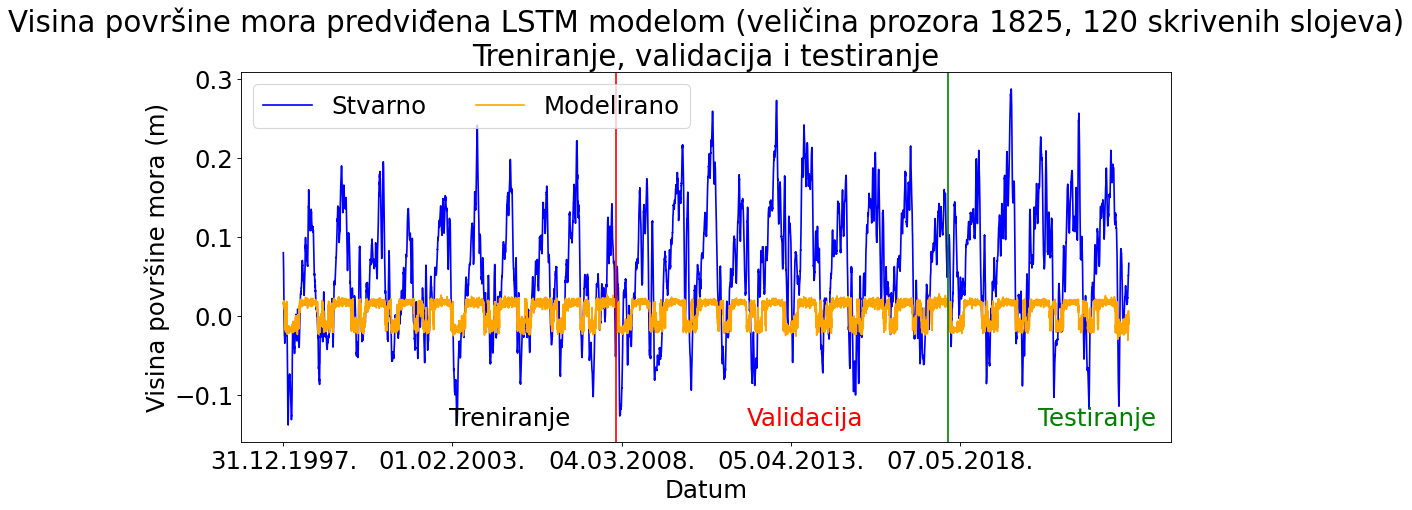 Visina površine mora predviđena LSTM modelom (veličina prozora 1825, 120 skrivenih slojeva)
Treniranje, validacija i testiranje
Visina površine mora (m)
0.3
0.2
0.1
0.0
−0.1
Stvarno
Modelirano
Treniranje
Validacija
Testiranje
31.12.1997.
01.02.2003.
04.03.2008.
05.04.2013.
07.05.2018.
Datum